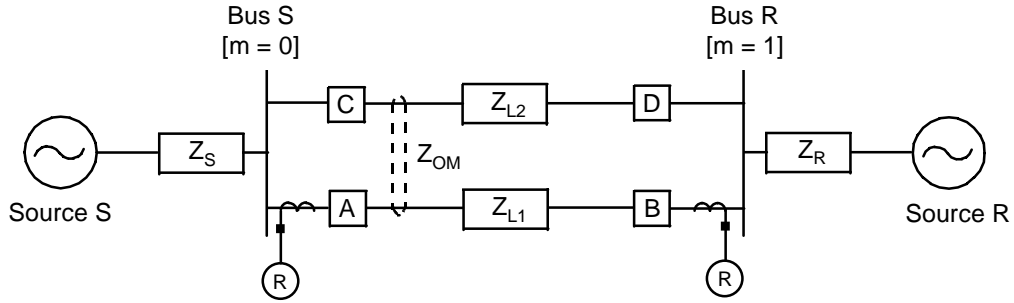 Bus S
[m = 0]
Bus R
[m = 1]
C
Z_L2
D
Z_S
Z_OM
Z_R
Source S
A
Z_L1
B
Source R
R
R